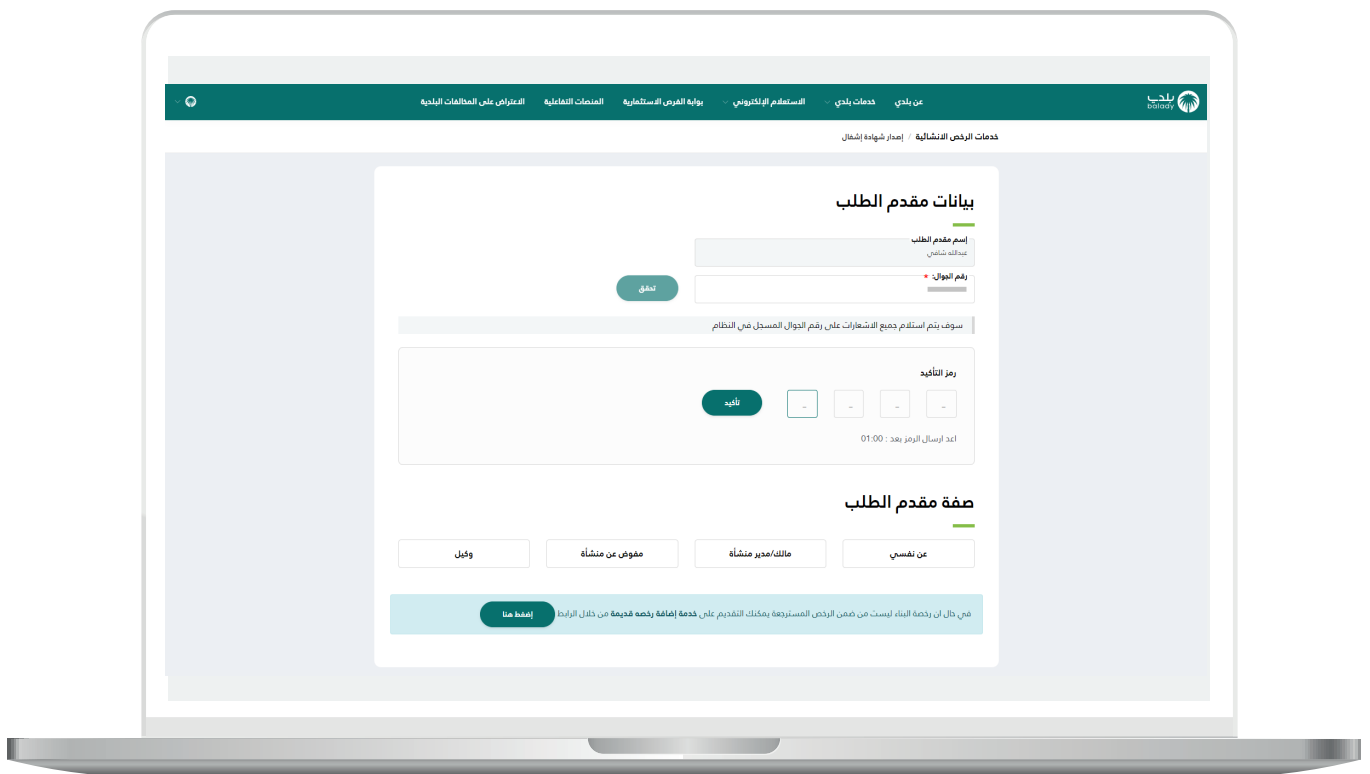 بلدي
balady
عن بلدي
خدمات بلدي
الاستعلام الإلكتروني
بوابة الفرص الاستثمارية
المنصات التفاعلية
الاعتراض على المخالفات البلدية
خدمات الرخص الانشائية / إصدار شهادة إشغال
بيانات مقدم الطلب
إسم مقدم الطلب
عبدالله شافي
رقم الجوال: *
تحقق
سوف يتم استلام جميع الاشعارات على رقم الجوال المسجل في النظام
رمز التأكيد
- - - - تأكيد
اعد ارسال الرمز بعد : 01:00
صفة مقدم الطلب
عن نفسي
مالك/مدير منشأة
مفوض عن منشأة
وكيل
في حال ان رخصة البناء ليست من ضمن الرخص المسترجعة يمكنك التقديم على خدمة إضافة رخصه قديمة من خلال الرابط إضغط هنا